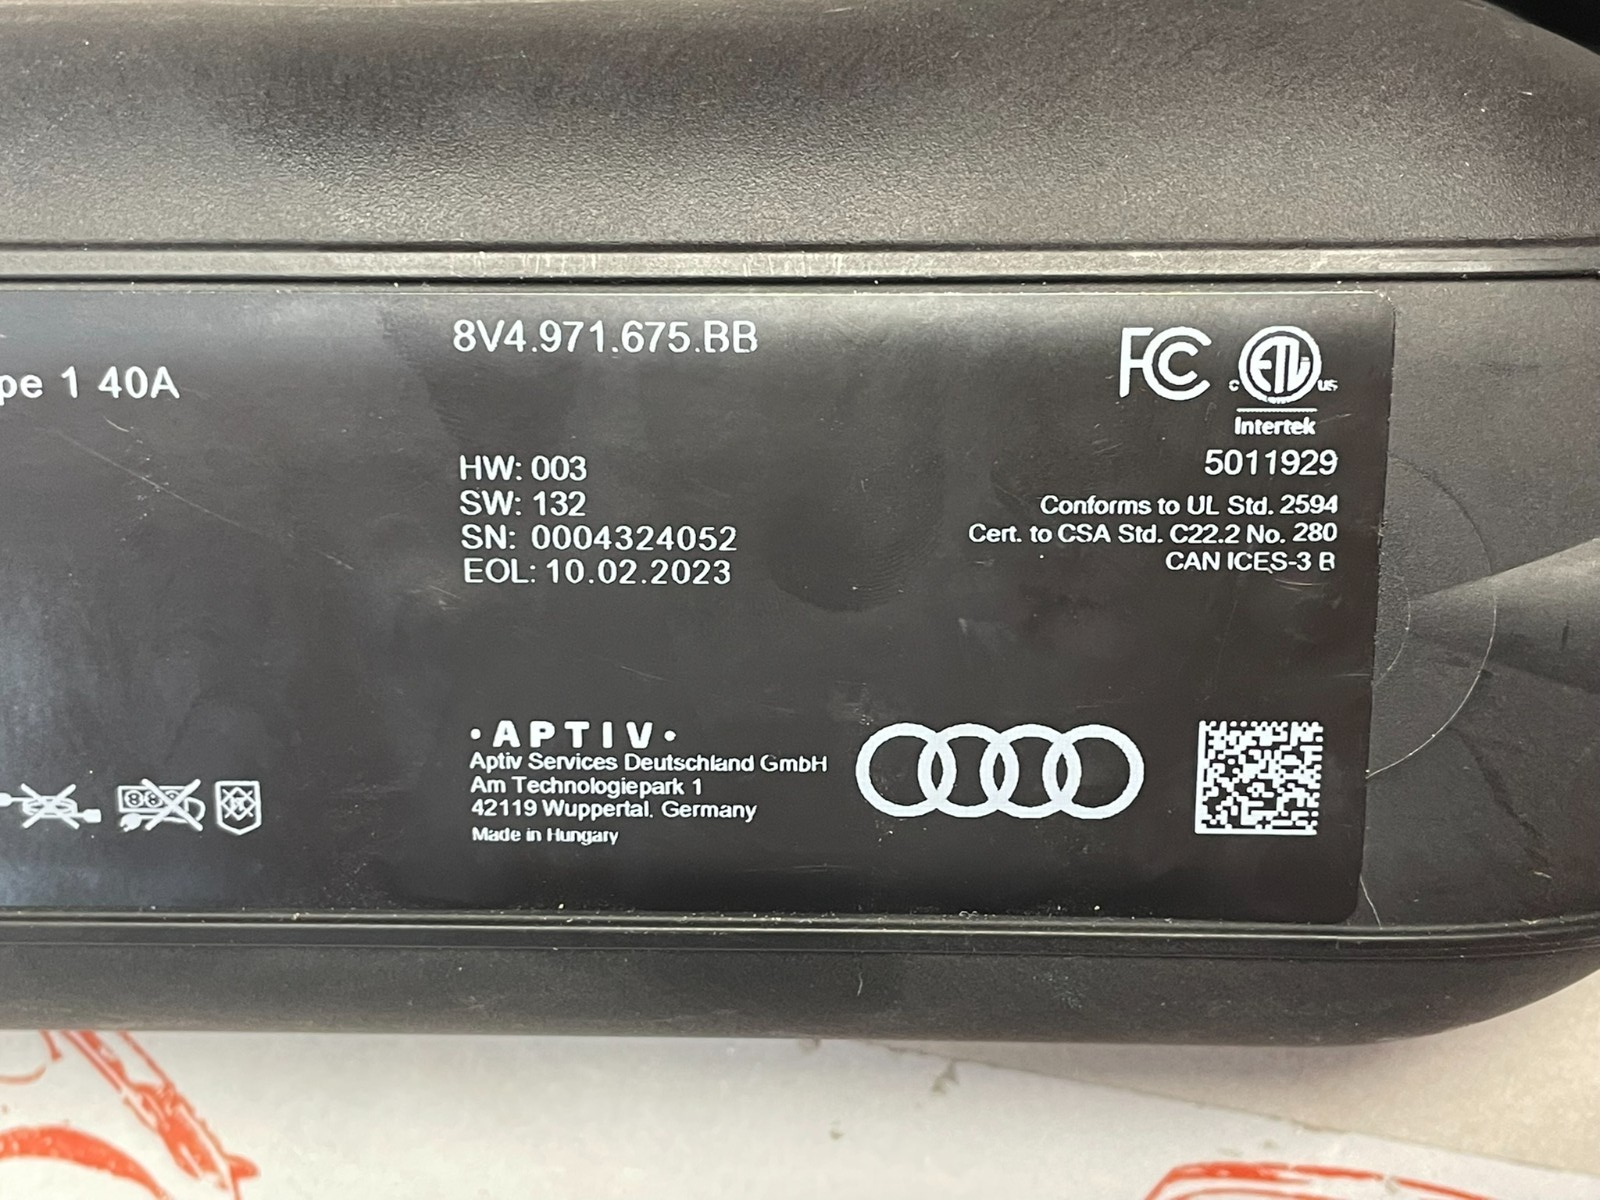 8V4.971.675.BB
pe 1 40A
HW: 003
SW: 132
SN: 0004324052
EOL: 10.02.2023
FC
c ETL us
Intertek
5011929
Conforms to UL Std. 2594
Cert. to CSA Std. C22.2 No. 280
CAN ICES-3 B
• APTIV •
Aptiv Services Deutschland GmbH
Am Technologiepark 1
42119 Wuppertal, Germany
Made in Hungary